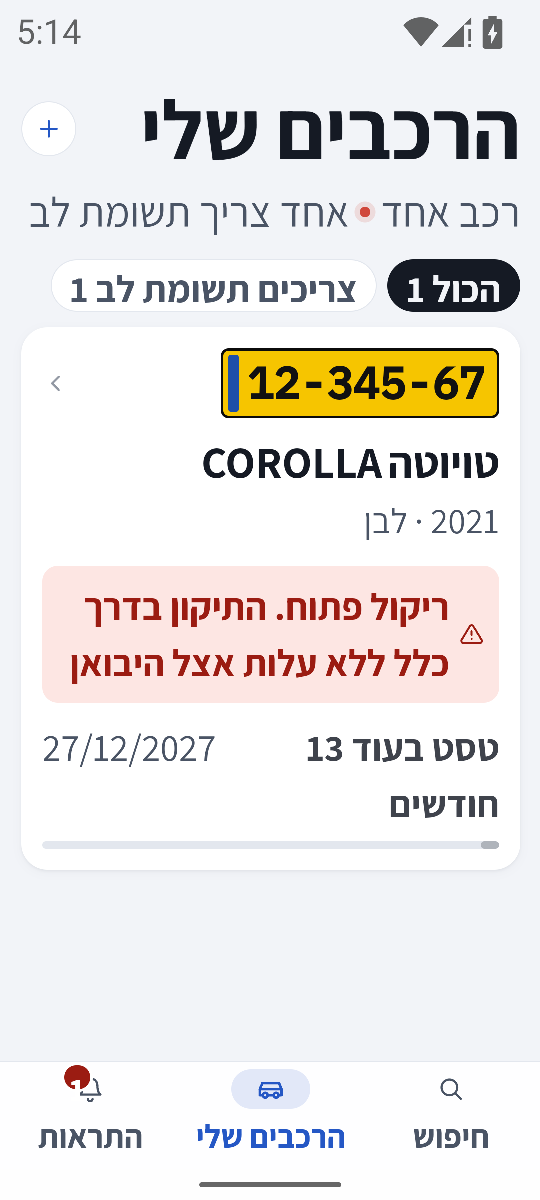 5:14
הרכבים שלי
רכב אחד • אחד צריך תשומת לב
הכול 1
צריכים תשומת לב 1
12-345-67
טויוטה COROLLA
2021 · לבן
ריקול פתוח. התיקון בדרך
כלל ללא עלות אצל היבואן
טסט בעוד 13
חודשים
27/12/2027
חיפוש
הרכבים שלי
התראות
1